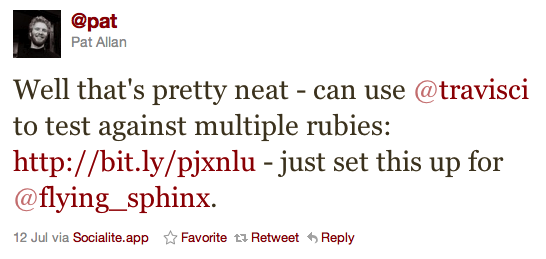 @pat
Pat Allan
Well that's pretty neat - can use @travisci
to test against multiple rubies:
http://bit.ly/pjxnlu - just set this up for
@flying_sphinx.
12 Jul via Socialite.app Favorite Retweet Reply